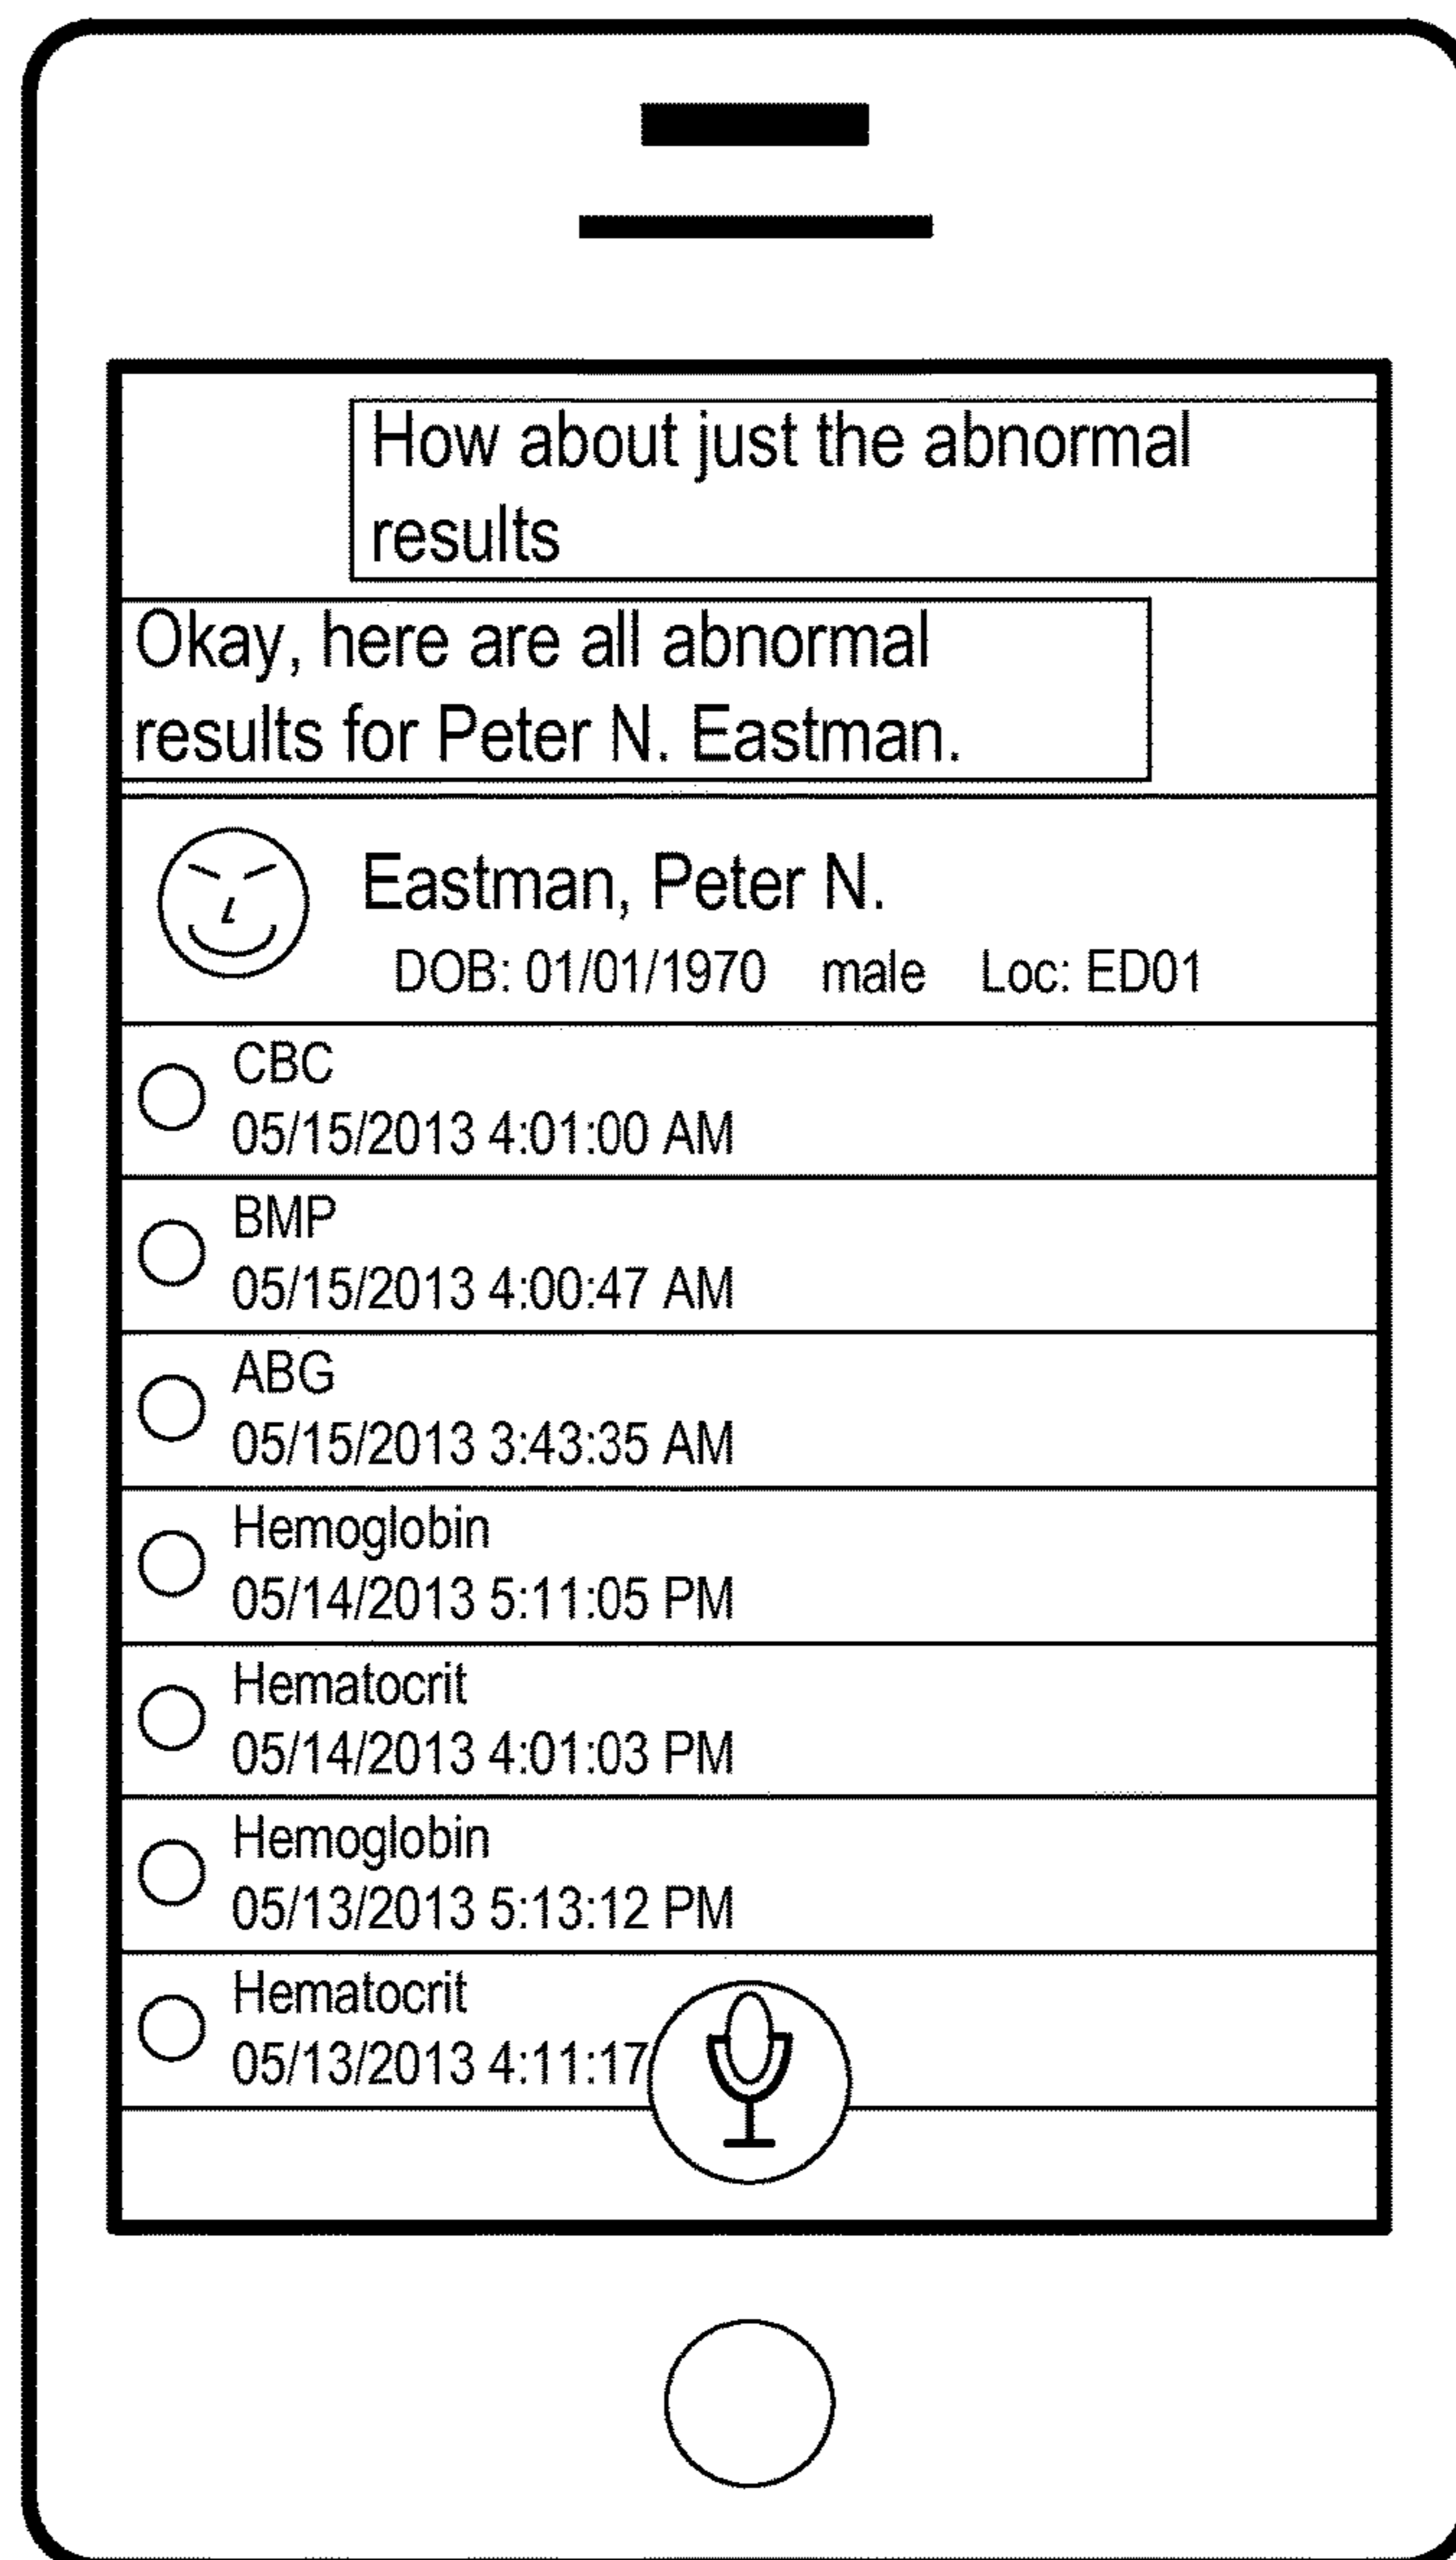 How about just the abnormal
results
Okay, here are all abnormal
results for Peter N. Eastman.
Eastman, Peter N.
DOB: 01/01/1970 male Loc: ED01
CBC
05/15/2013 4:01:00 AM
BMP
05/15/2013 4:00:47 AM
ABG
05/15/2013 3:43:35 AM
Hemoglobin
05/14/2013 5:11:05 PM
Hematocrit
05/14/2013 4:01:03 PM
Hemoglobin
05/13/2013 5:13:12 PM
Hematocrit
05/13/2013 4:11:17